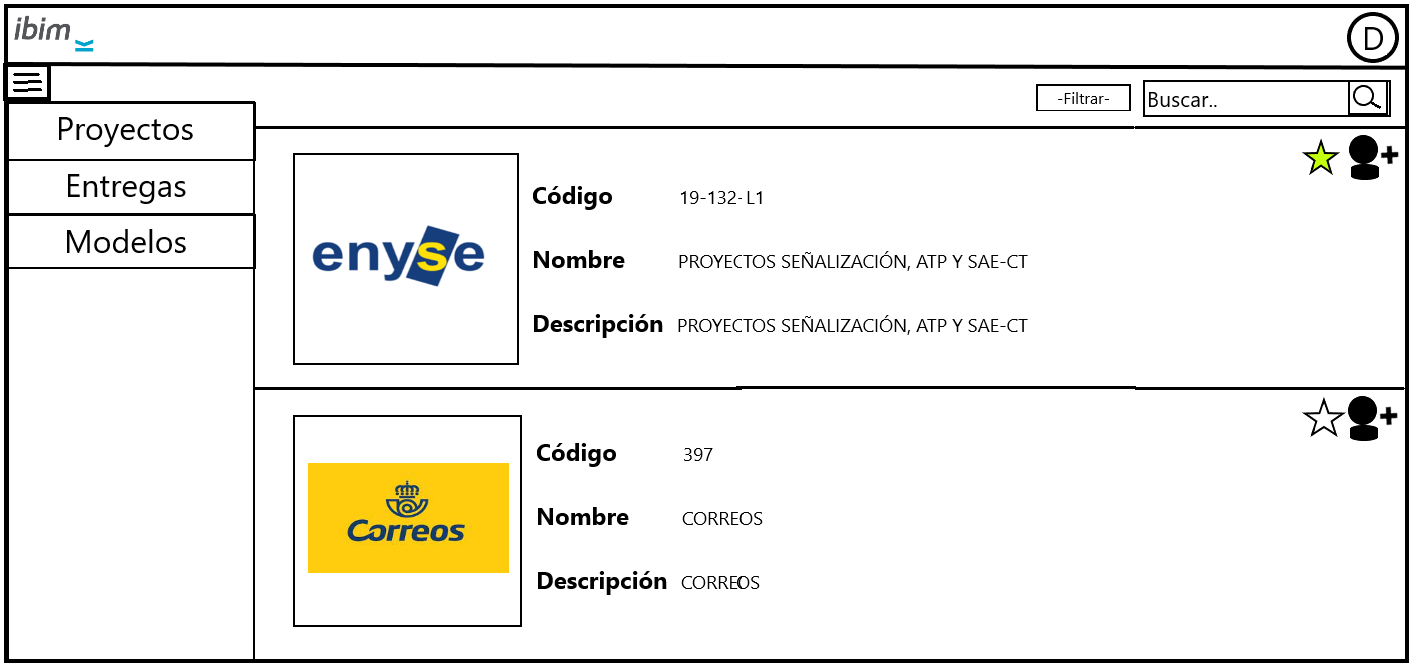 ibim
D
-Filtrar-
Buscar..
Proyectos
Entregas
Modelos
enyse
Código 19-132-L1
Nombre PROYECTOS SEÑALIZACIÓN, ATP Y SAE-CT
Descripción PROYECTOS SEÑALIZACIÓN, ATP Y SAE-CT
Correos
Código 397
Nombre CORREOS
Descripción CORREOS